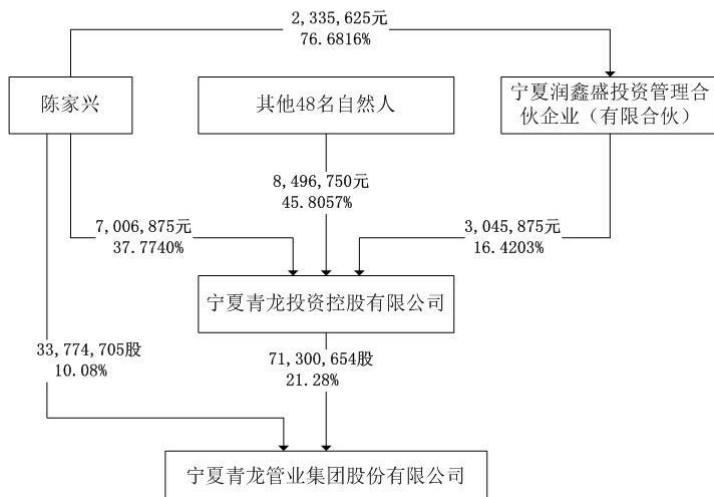 2,335,625元
76.6816%
陈家兴
其他48名自然人
宁夏润鑫盛投资管理合
伙企业（有限合伙）
8,496,750元
45.8057%
7,006,875元
37.7740%
3,045,875元
16.4203%
宁夏青龙投资控股有限公司
33,774,705股
10.08%
71,300,654股
21.28%
宁夏青龙管业集团股份有限公司